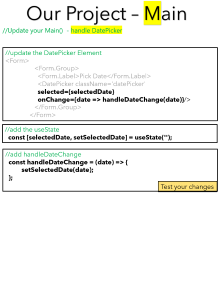 Our Project – Main
//Update your Main() - handle DatePicker
//update the DatePicker Element
<Form>
<Form.Group>
<Form.Label>Pick Date</Form.Label>
<DatePicker className='datePicker'
selected={selectedDate}
onChange={date => handleDateChange(date)}/>
</Form.Group>
</Form>
//add the useState
const [selectedDate, setSelectedDate] = useState('');
//add handleDateChange
const handleDateChange = (date) => {
setSelectedDate(date);
};
Test your changes